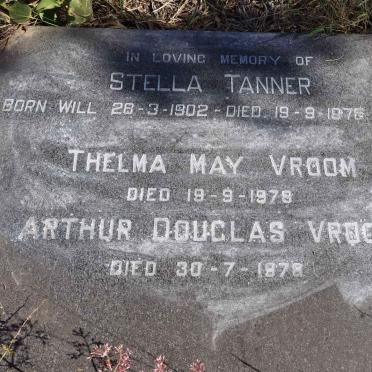 IN LOVING MEMORY OF
STELLA TANNER
BORN WILL 28-3-1902 - DIED 19-9-1976
THELMA MAY VROOM
DIED 19-9-1978
ARTHUR DOUGLAS VROO
DIED 30-7-1978